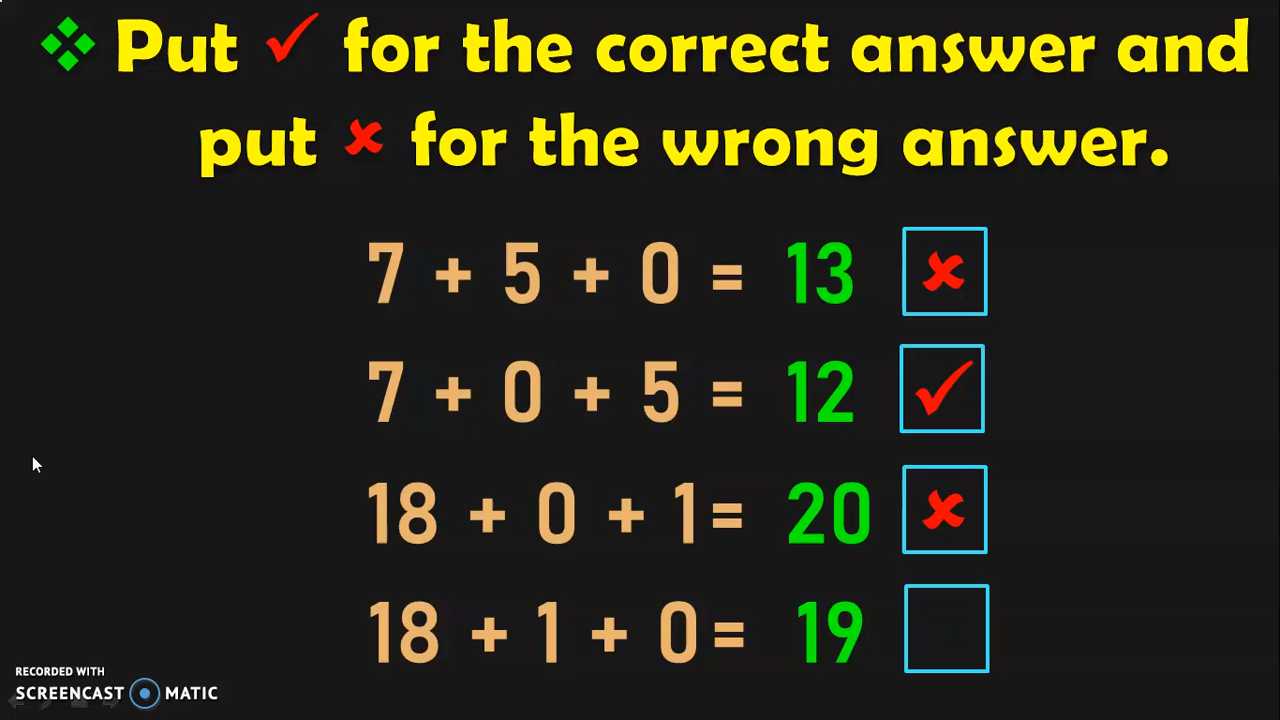 ❖ Put ✓ for the correct answer and
put ✘ for the wrong answer.
7 + 5 + 0 = 13 ✘
7 + 0 + 5 = 12 ✓
18 + 0 + 1= 20 ✘
18 + 1 + 0= 19
RECORDED WITH
SCREENCAST MATIC